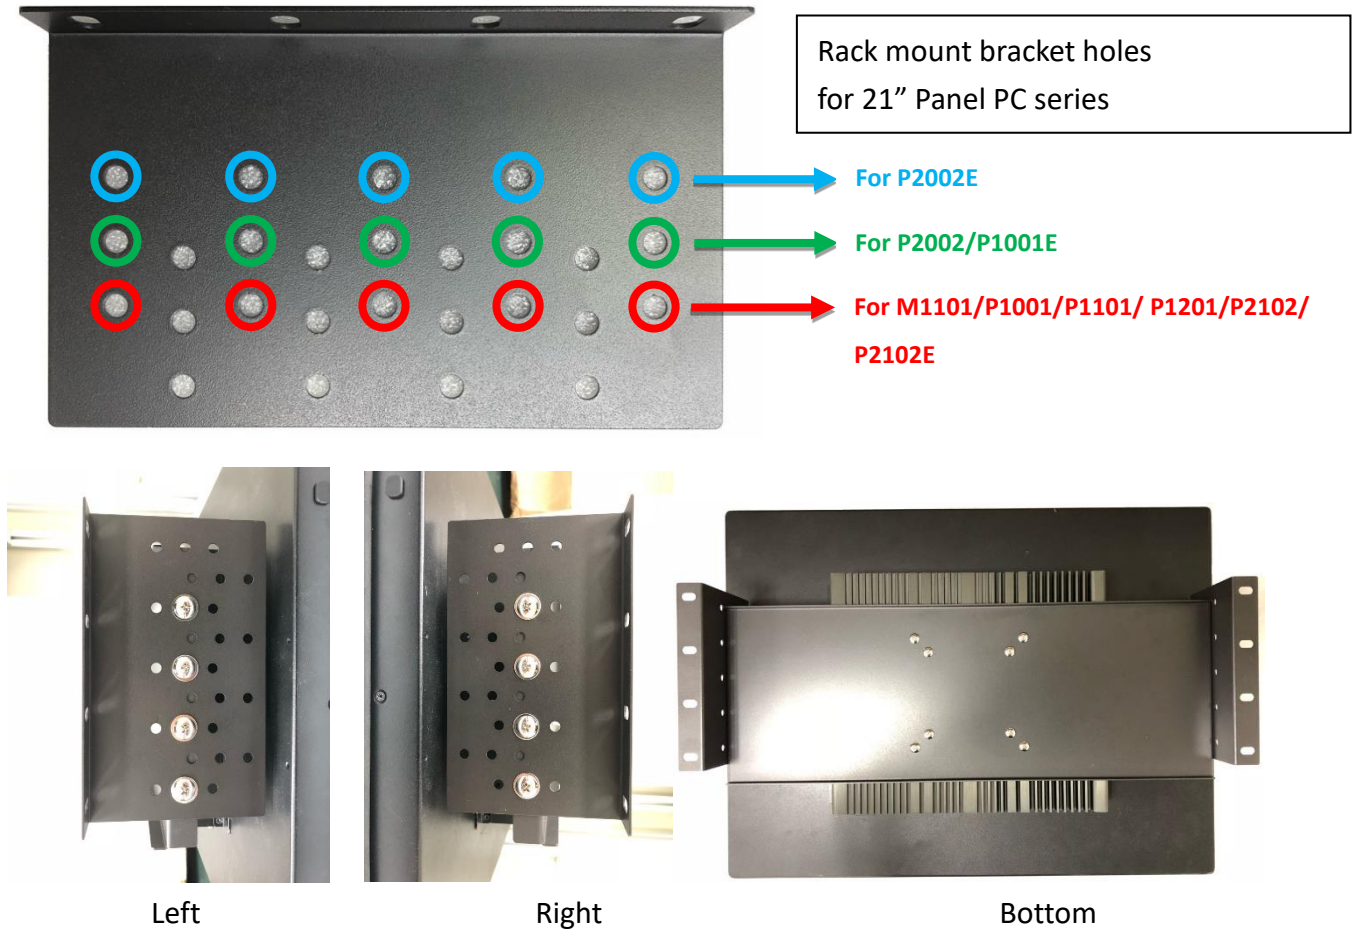 Rack mount bracket holes
for 21” Panel PC series
For P2002E
For P2002/P1001E
For M1101/P1001/P1101/ P1201/P2102/
P2102E
Left
Right
Bottom